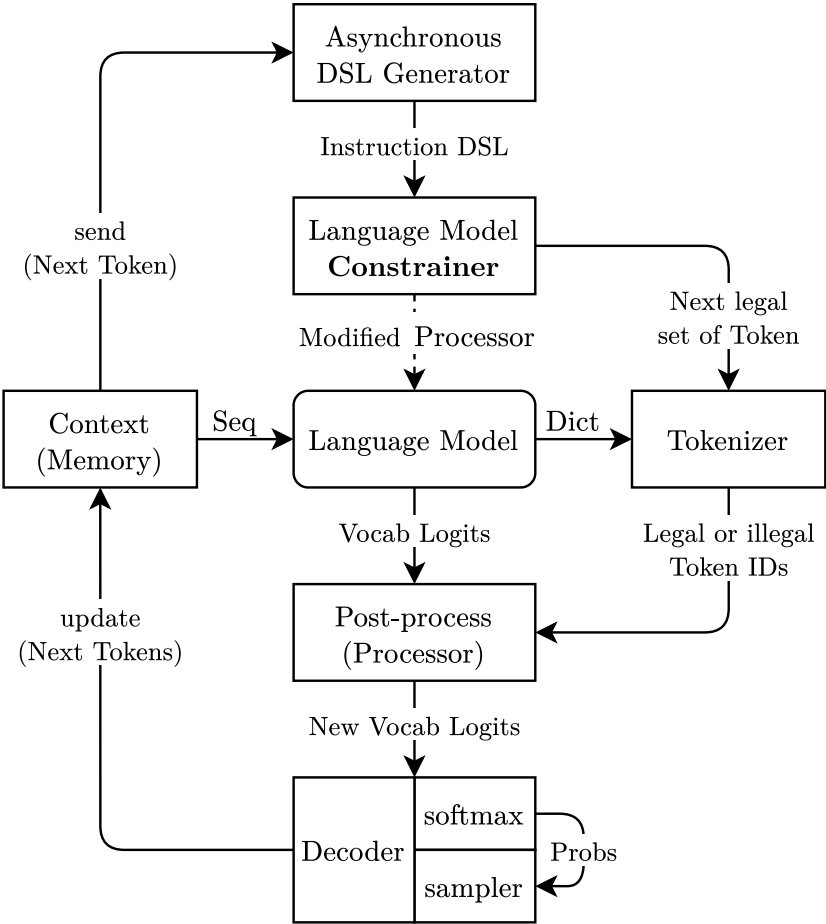 Asynchronous
DSL Generator
Instruction DSL
send
(Next Token)
Language Model
Constrainer
Next legal
set of Token
Modified Processor
Context
(Memory)
Seq
Language Model
Dict
Tokenizer
Vocab Logits
Legal or illegal
Token IDs
update
(Next Tokens)
Post-process
(Processor)
New Vocab Logits
Decoder
softmax
Probs
sampler